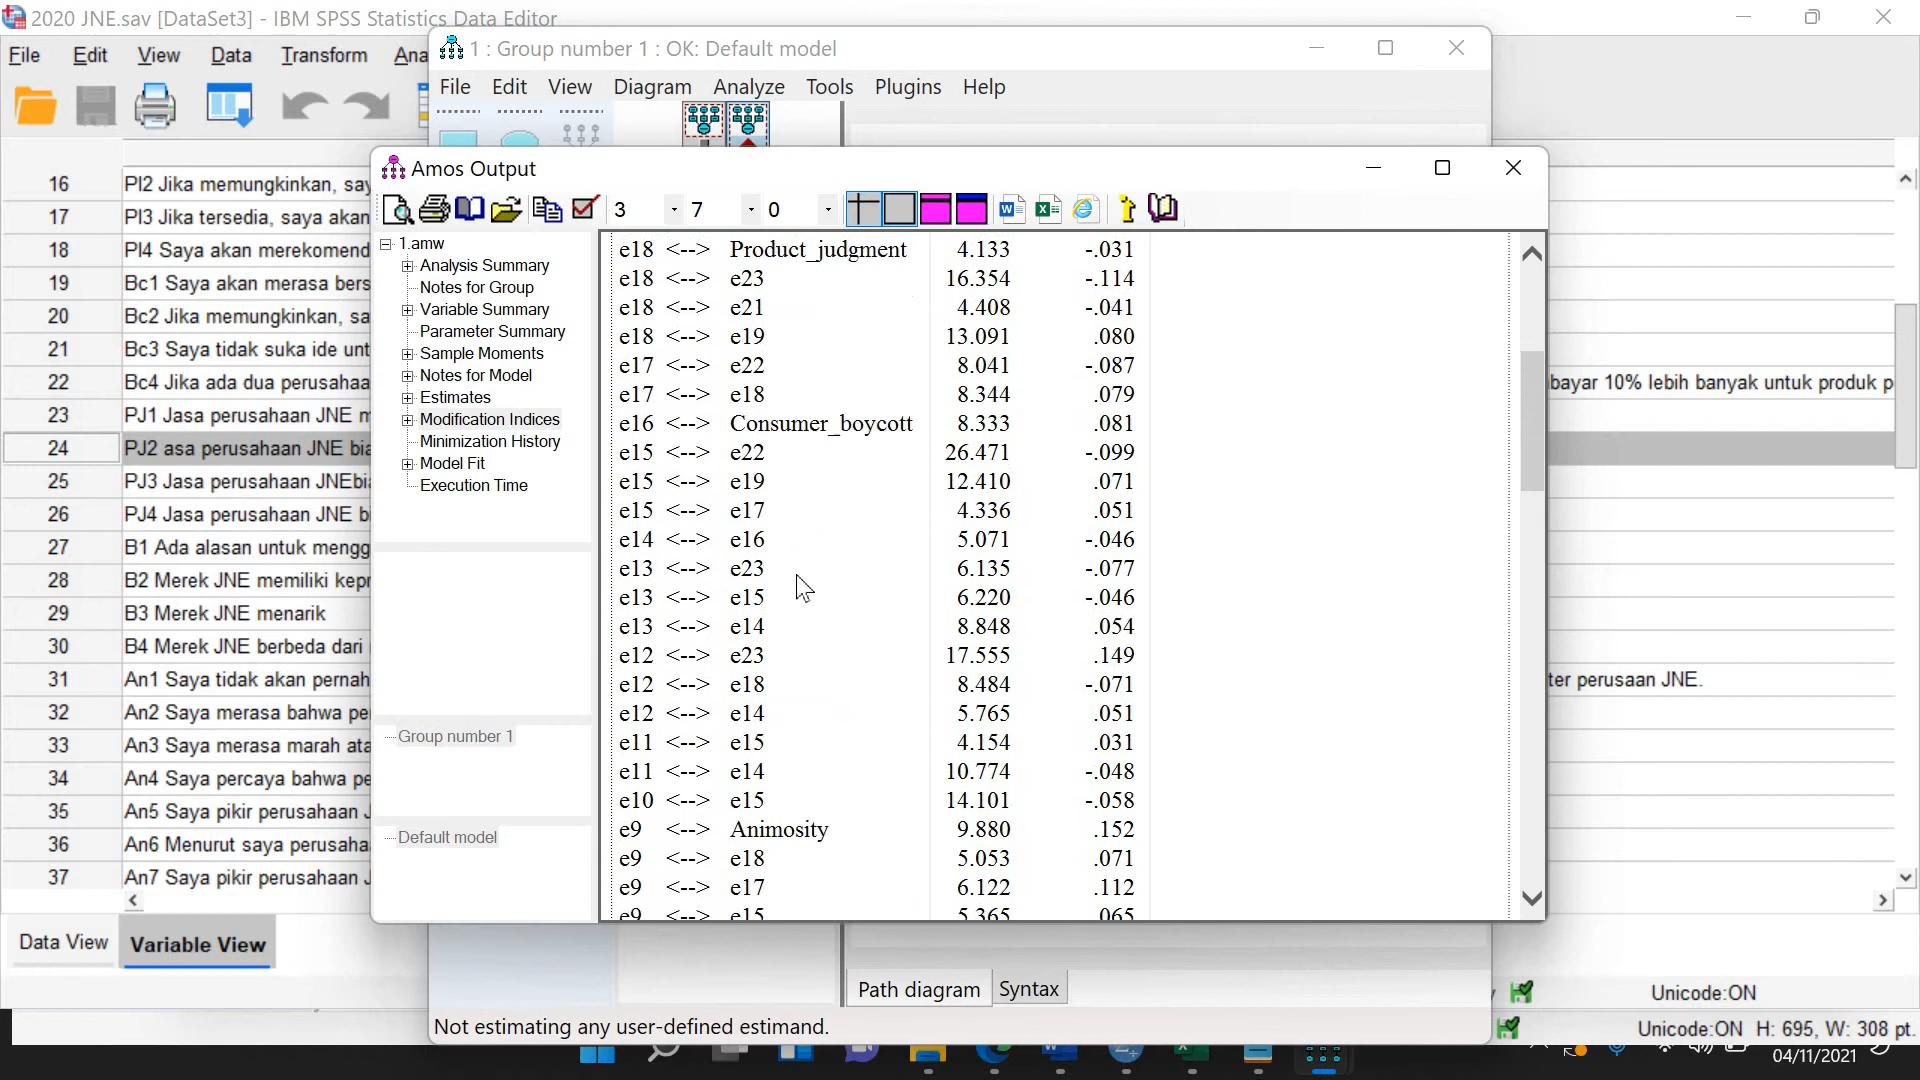 2020 JNE.sav [DataSet3] - IBM SPSS Statistics Data Editor
File Edit View Data Transform Ana
16 PI2 Jika memungkinkan, say
17 PI3 Jika tersedia, saya akan
18 PI4 Saya akan merekomend
19 Bc1 Saya akan merasa bers
20 Bc2 Jika memungkinkan, sa
21 Bc3 Saya tidak suka ide unt
22 Bc4 Jika ada dua perusahaa
bayar 10% lebih banyak untuk produk p
23 PJ1 Jasa perusahaan JNE m
24 PJ2 asa perusahaan JNE bia
25 PJ3 Jasa perusahaan JNEbi
26 PJ4 Jasa perusahaan JNE b
27 B1 Ada alasan untuk mengg
28 B2 Merek JNE memiliki kepr
29 B3 Merek JNE menarik
30 B4 Merek JNE berbeda dari
31 An1 Saya tidak akan pernah
ter perusaan JNE.
32 An2 Saya merasa bahwa pe
33 An3 Saya merasa marah ata
34 An4 Saya percaya bahwa pe
35 An5 Saya pikir perusahaan J
36 An6 Menurut saya perusaha
37 An7 Saya pikir perusahaan J
Data View Variable View
Unicode:ON
Unicode:ON H: 695, W: 308 pt.
1 : Group number 1 : OK: Default model
File Edit View Diagram Analyze Tools Plugins Help
Path diagram Syntax
Not estimating any user-defined estimand.
Amos Output
3 7 0
1.amw
Analysis Summary
Notes for Group
Variable Summary
Parameter Summary
Sample Moments
Notes for Model
Estimates
Modification Indices
Minimization History
Model Fit
Execution Time
Group number 1
Default model
e18 <--> Product_judgment 4.133 -.031
e18 <--> e23 16.354 -.114
e18 <--> e21 4.408 -.041
e18 <--> e19 13.091 .080
e17 <--> e22 8.041 -.087
e17 <--> e18 8.344 .079
e16 <--> Consumer_boycott 8.333 .081
e15 <--> e22 26.471 -.099
e15 <--> e19 12.410 .071
e15 <--> e17 4.336 .051
e14 <--> e16 5.071 -.046
e13 <--> e23 6.135 -.077
e13 <--> e15 6.220 -.046
e13 <--> e14 8.848 .054
e12 <--> e23 17.555 .149
e12 <--> e18 8.484 -.071
e12 <--> e14 5.765 .051
e11 <--> e15 4.154 .031
e11 <--> e14 10.774 -.048
e10 <--> e15 14.101 -.058
e9 <--> Animosity 9.880 .152
e9 <--> e18 5.053 .071
e9 <--> e17 6.122 .112
e9 <--> e15 5.365 .065
04/11/2021